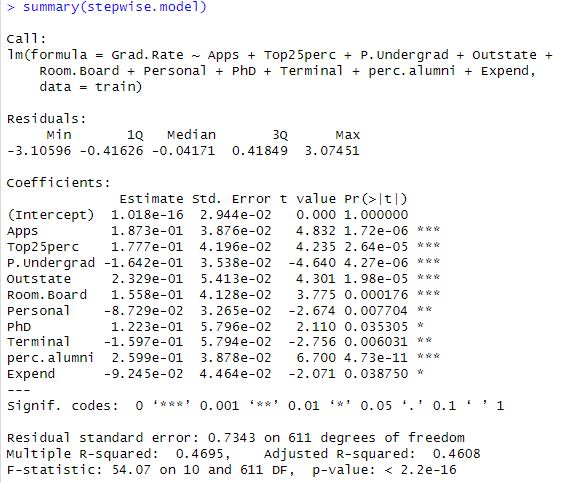 > summary(stepwise.model)
Call:
lm(formula = Grad.Rate ~ Apps + Top25perc + P.Undergrad + Outstate +
    Room.Board + Personal + PhD + Terminal + perc.alumni + Expend,
    data = train)
Residuals:
     Min       1Q   Median       3Q      Max
-3.10596 -0.41626 -0.04171  0.41849  3.07451
Coefficients:
              Estimate Std. Error t value Pr(>|t|)
(Intercept)  1.018e-16  2.944e-02   0.000 1.000000
Apps         1.873e-01  3.876e-02   4.832 1.72e-06 ***
Top25perc    1.777e-01  4.196e-02   4.235 2.64e-05 ***
P.Undergrad -1.642e-01  3.538e-02  -4.640 4.27e-06 ***
Outstate     2.329e-01  5.413e-02   4.301 1.98e-05 ***
Room.Board   1.558e-01  4.128e-02   3.775 0.000176 ***
Personal    -8.729e-02  3.265e-02  -2.674 0.007704 **
PhD          1.223e-01  5.796e-02   2.110 0.035305 *
Terminal    -1.597e-01  5.794e-02  -2.756 0.006031 **
perc.alumni  2.599e-01  3.878e-02   6.700 4.73e-11 ***
Expend      -9.245e-02  4.464e-02  -2.071 0.038750 *
---
Signif. codes:  0 ‘***’ 0.001 ‘**’ 0.01 ‘*’ 0.05 ‘.’ 0.1 ‘ ’ 1
Residual standard error: 0.7343 on 611 degrees of freedom
Multiple R-squared:  0.4695,    Adjusted R-squared:  0.4608
F-statistic: 54.07 on 10 and 611 DF,  p-value: < 2.2e-16